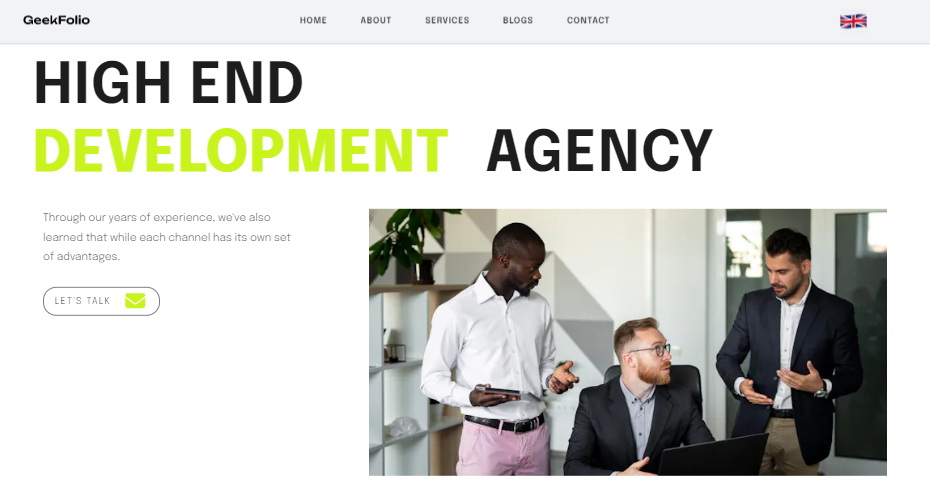 GeekFolio
HOME ABOUT SERVICES BLOGS CONTACT
HIGH END
DEVELOPMENT AGENCY
Through our years of experience, we've also
learned that while each channel has its own set
of advantages.
LET'S TALK